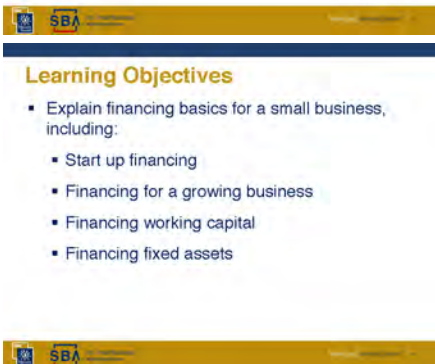 SBA
Learning Objectives
▪ Explain financing basics for a small business,
including:
▪ Start up financing
▪ Financing for a growing business
▪ Financing working capital
▪ Financing fixed assets
SBA